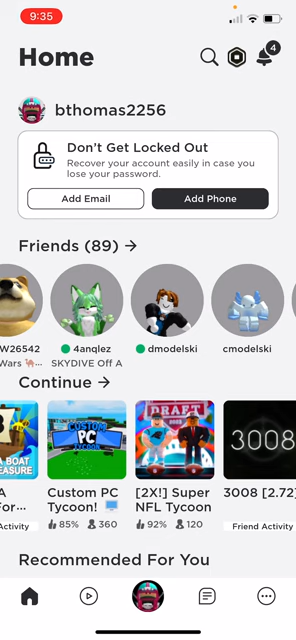 9:35
Home
4
bthomas2256
Don't Get Locked Out
Recover your account easily in case you
lose your password.
Add Email
Add Phone
Friends (89) →
W26542
4anqlez
dmodelski
cmodelski
Wars
SKYDIVE Off A
Continue →
A BOAT
EASURE
CUSTOM
PC
TYCOON
DRAFT
3008
A
For...
Custom PC
Tycoon! 🖥️
[2X!] Super
NFL Tycoon
3008 [2.72]
Activity
85% 360
92% 120
Friend Activity
Recommended For You